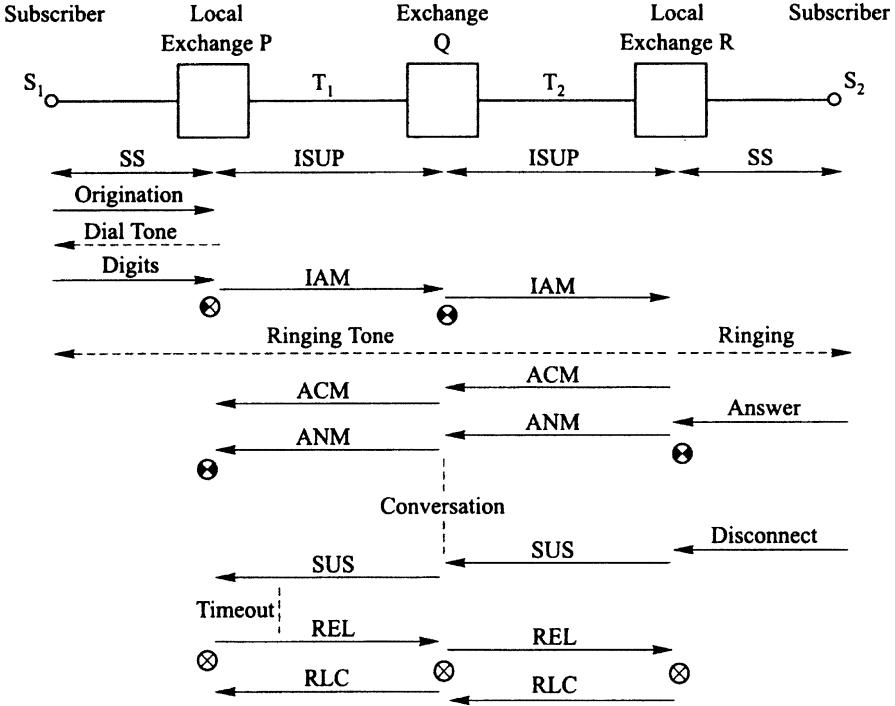 Subscriber Local Exchange Local Subscriber
Exchange P Q Exchange R
S₁ T₁ T₂ S₂
SS ISUP ISUP SS
Origination
Dial Tone
Digits IAM IAM
Ringing Tone Ringing
ACM ACM
ANM ANM Answer
Conversation
SUS SUS Disconnect
Timeout
REL REL
RLC RLC